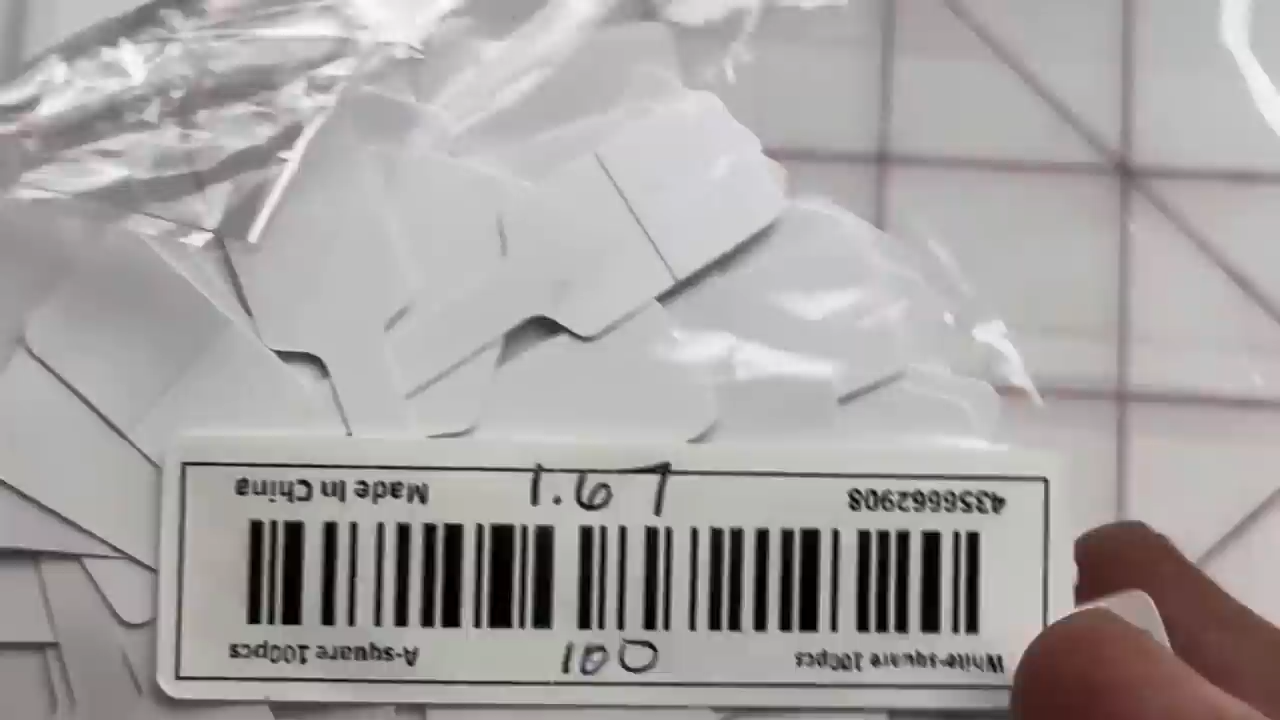 1.67
4356662908
Made In China
100
White-square 100pcs
A-square 100pcs